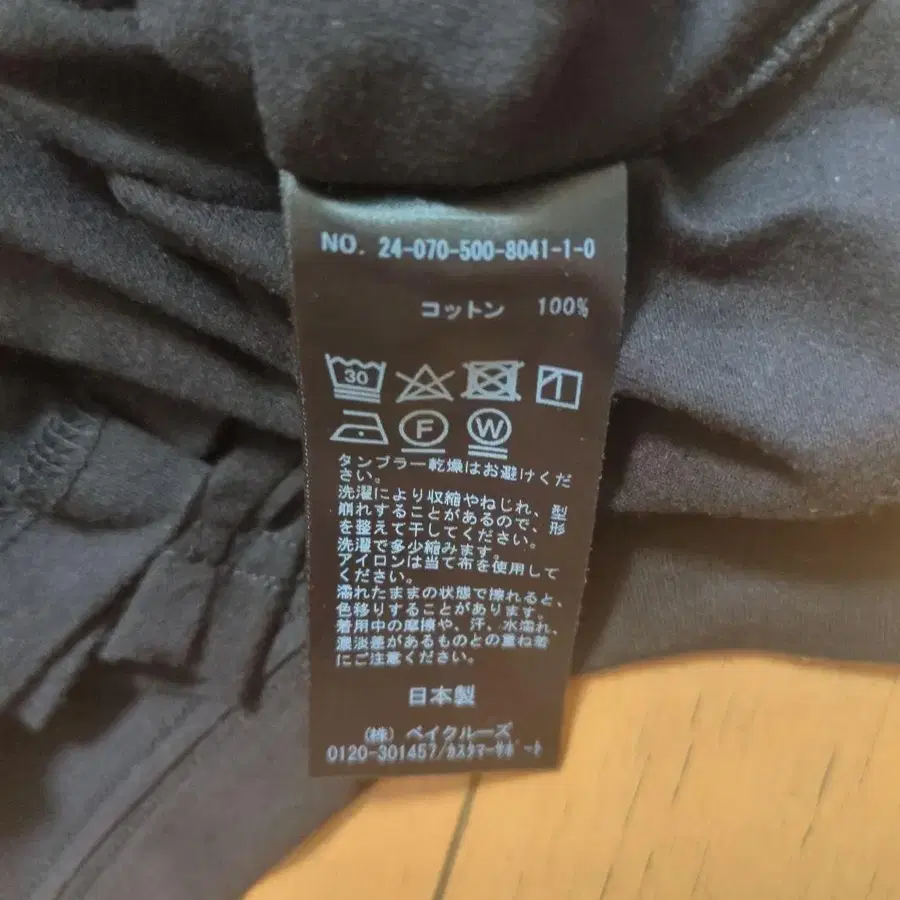 NO. 24-070-500-8041-1-0
コットン 100%
30
F W
タンブラー乾燥はお避けくだ
さい。
洗濯により収縮やねじれ、型
崩れすることがあるので、形
を整えて干してください。
洗濯で多少縮みます。
アイロンは当て布を使用して
ください。
濡れたままの状態で擦れると、
色移りすることがあります。
着用中の摩擦や、汗、水濡れ、
濃淡差があるものとの重ね着
にご注意ください。
日本製
(株) ベイクルーズ
0120-301457/カスタマーサポート